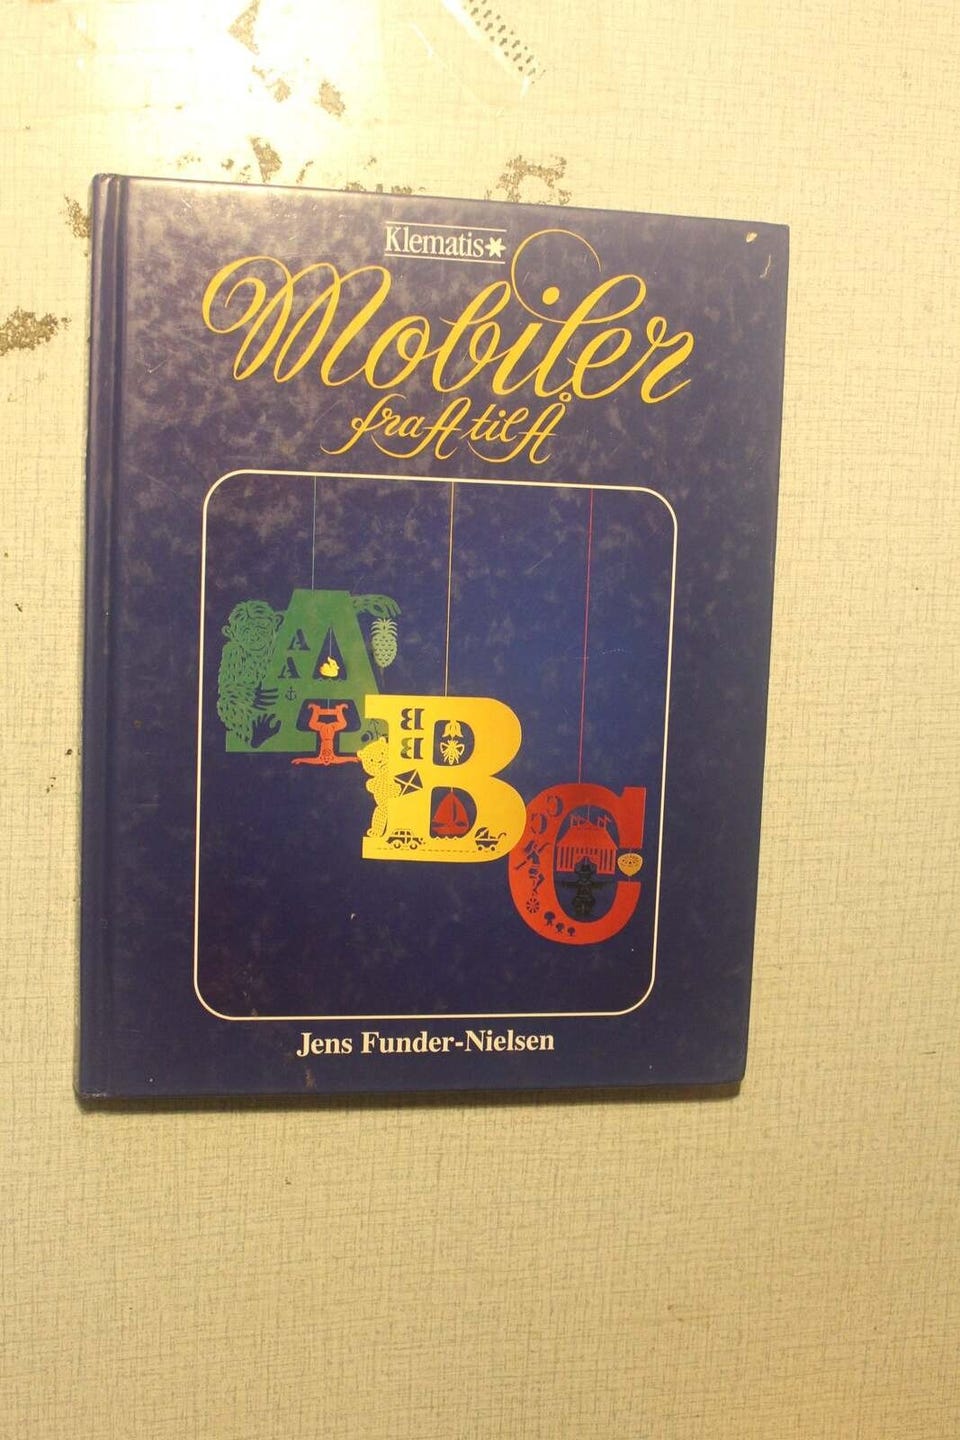 Klematis
Mobiler
fra A til Å
A
A
A
A
B B
B B
B
C
C
C
C
Jens Funder-Nielsen